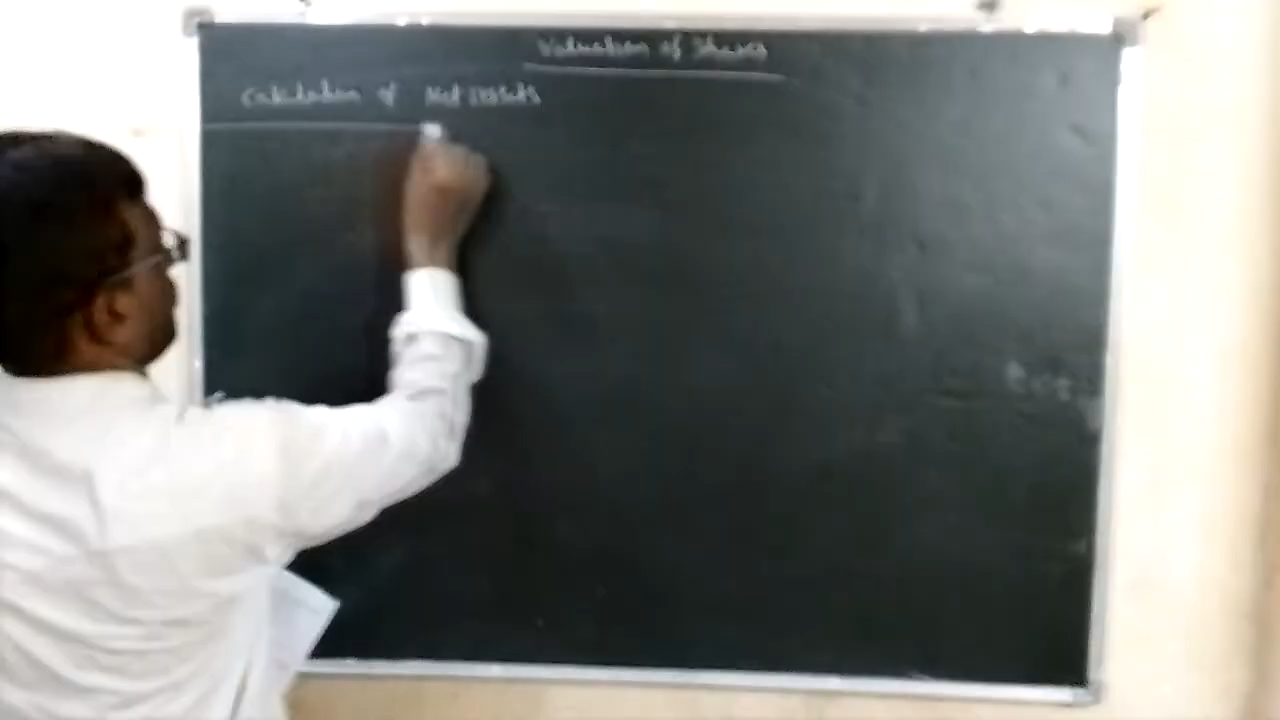 Valuation of Shares
Calculation of Net Assets